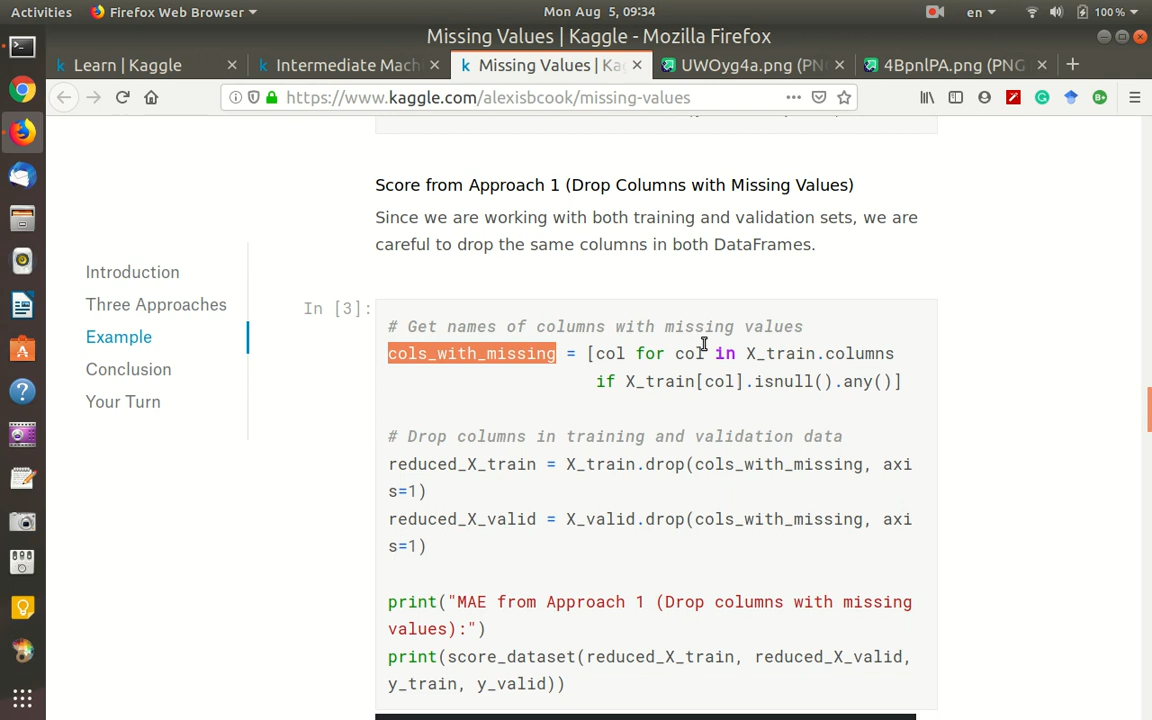 Activities Firefox Web Browser Mon Aug 5, 09:34 en 100%
Missing Values | Kaggle - Mozilla Firefox
Learn | Kaggle Intermediate Mach Missing Values | Ka UWOyg4a.png (PN 4BpnlPA.png (PNG
https://www.kaggle.com/alexisbcook/missing-values
Score from Approach 1 (Drop Columns with Missing Values)
Since we are working with both training and validation sets, we are
careful to drop the same columns in both DataFrames.
Introduction
Three Approaches
Example
Conclusion
Your Turn
In [3]:
# Get names of columns with missing values
cols_with_missing = [col for col in X_train.columns
if X_train[col].isnull().any()]
# Drop columns in training and validation data
reduced_X_train = X_train.drop(cols_with_missing, axi
s=1)
reduced_X_valid = X_valid.drop(cols_with_missing, axi
s=1)
print("MAE from Approach 1 (Drop columns with missing
values):")
print(score_dataset(reduced_X_train, reduced_X_valid,
y_train, y_valid))